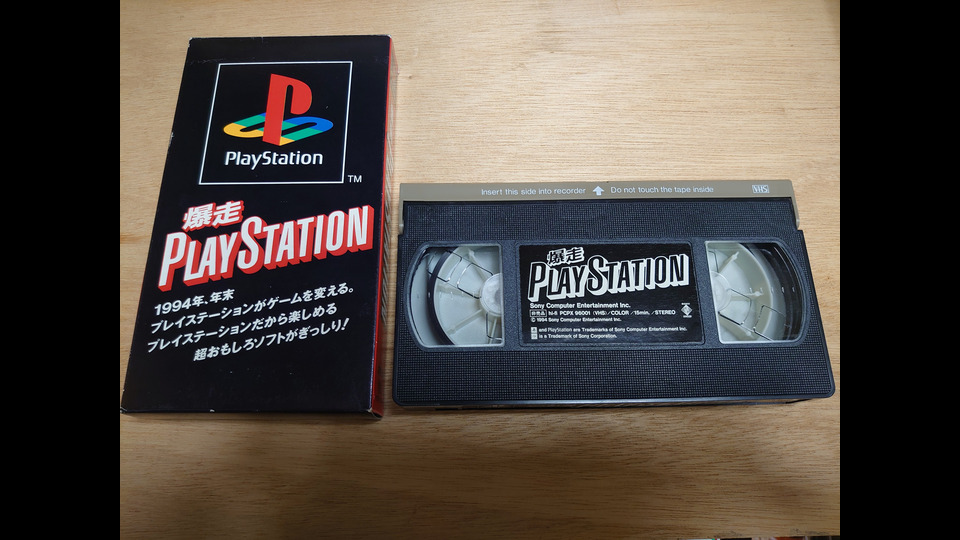 PlayStation
TM
爆走
PLAYSTATION
1994年、年末
プレイステーションがゲームを変える。
プレイステーションだから楽しめる
超おもしろソフトがぎっしり!
Insert this side into recorder Do not touch the tape inside VHS
爆走
PLAYSTATION
Sony Computer Entertainment Inc.
非売品 hi-fi PCPX 96001 (VHS)/COLOR/15min./STEREO
© 1994 Sony Computer Entertainment Inc.
and PlayStation are Trademarks of Sony Computer Entertainment Inc.
is a Trademark of Sony Corporation.